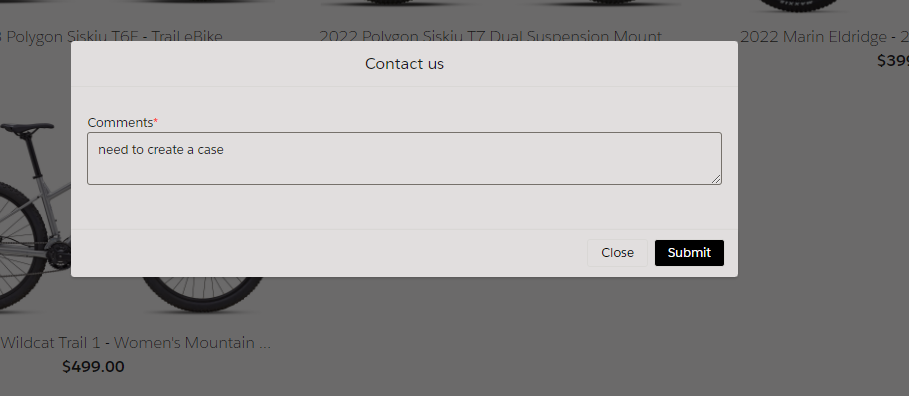 Polygon Siskiu T6E - Trail eBike
2022 Polygon Siskiu T7 Dual Suspension Mount
2022 Marin Eldridge - 2
$399
Contact us
Comments*
need to create a case
Close
Submit
Wildcat Trail 1 - Women's Mountain ...
$499.00